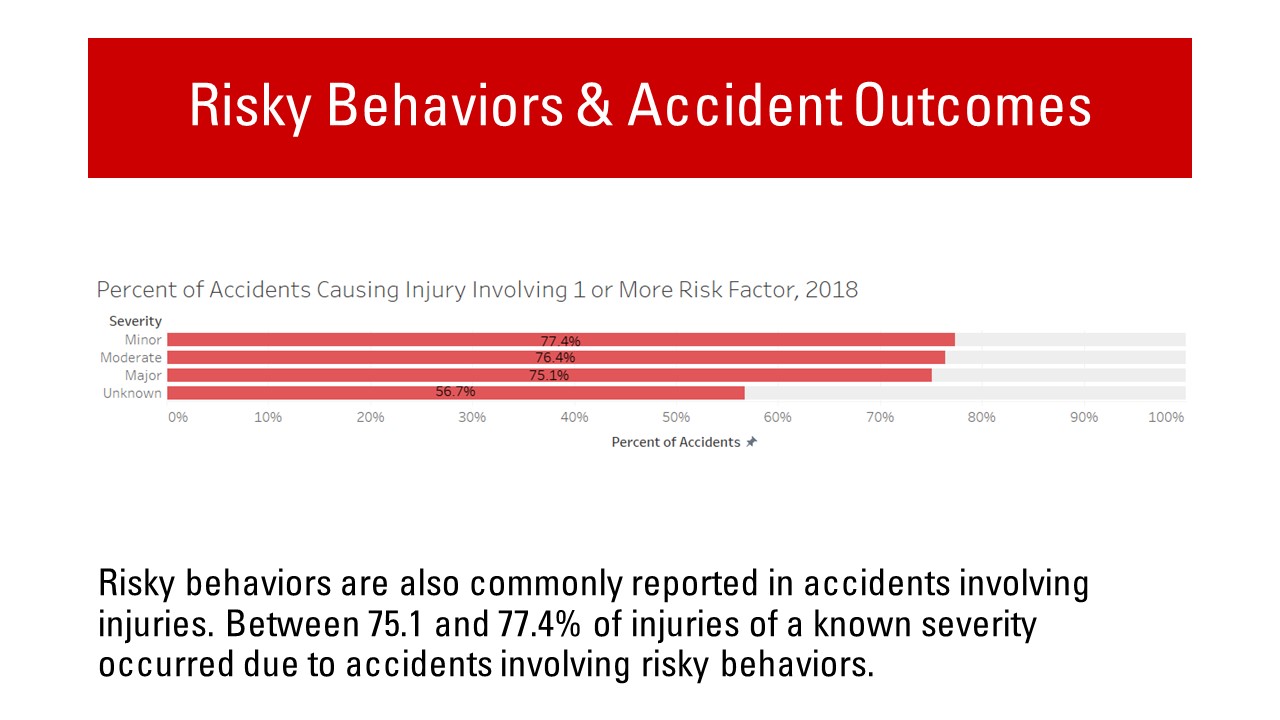 Risky Behaviors & Accident Outcomes
Percent of Accidents Causing Injury Involving 1 or More Risk Factor, 2018
Severity
Minor 77.4%
Moderate 76.4%
Major 75.1%
Unknown 56.7%
0% 10% 20% 30% 40% 50% 60% 70% 80% 90% 100%
Percent of Accidents
Risky behaviors are also commonly reported in accidents involving
injuries. Between 75.1 and 77.4% of injuries of a known severity
occurred due to accidents involving risky behaviors.